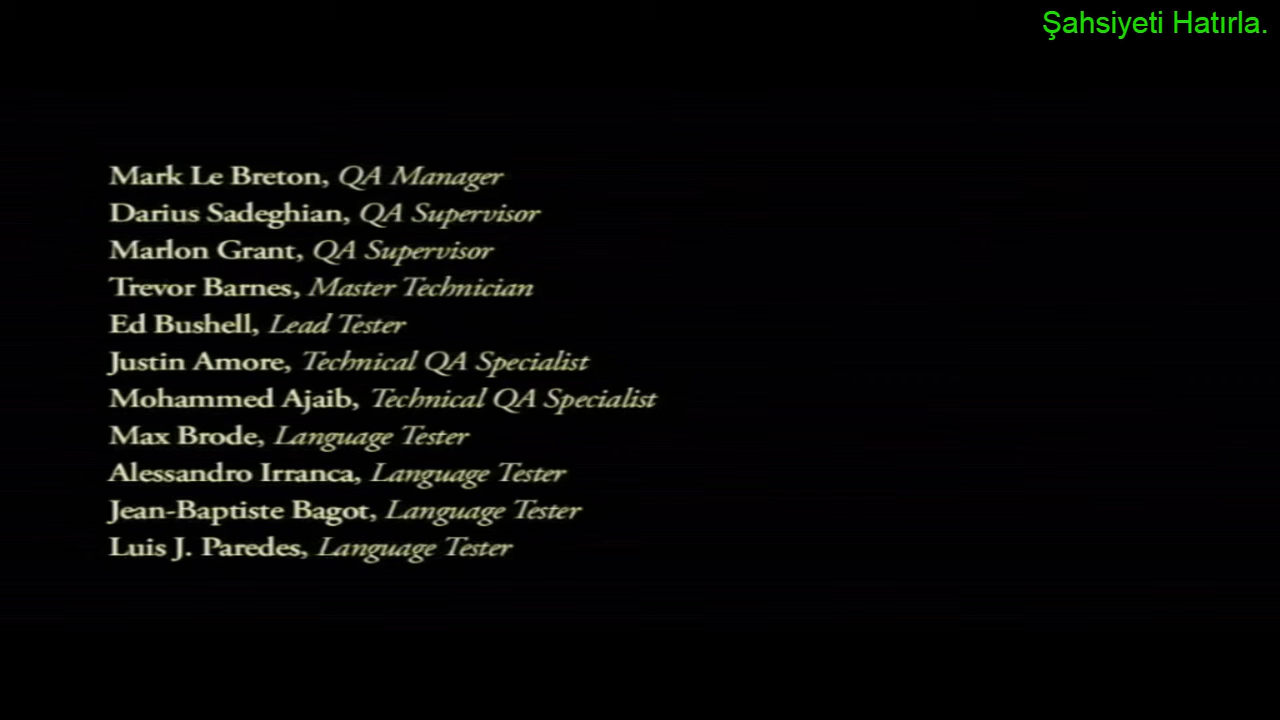 Şahsiyeti Hatırla.
Mark Le Breton, QA Manager
Darius Sadeghian, QA Supervisor
Marlon Grant, QA Supervisor
Trevor Barnes, Master Technician
Ed Bushell, Lead Tester
Justin Amore, Technical QA Specialist
Mohammed Ajaib, Technical QA Specialist
Max Brode, Language Tester
Alessandro Irranca, Language Tester
Jean-Baptiste Bagot, Language Tester
Luis J. Paredes, Language Tester